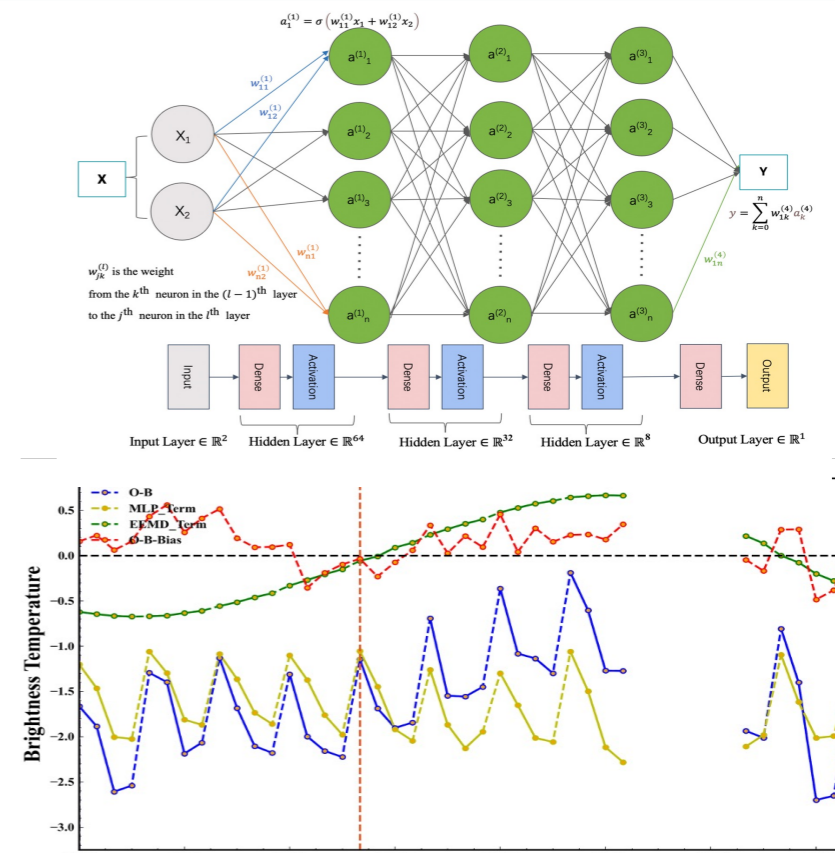 a₁⁽¹⁾ = σ(w₁₁⁽¹⁾x₁ + w₁₂⁽¹⁾x₂)
a⁽¹⁾₁ a⁽²⁾₁ a⁽³⁾₁
w₁₁⁽¹⁾
w₁₂⁽¹⁾
X₁ a⁽¹⁾₂ a⁽²⁾₂ a⁽³⁾₂
X Y
X₂ a⁽¹⁾₃ a⁽²⁾₃ a⁽³⁾₃
y = ∑ₖ₌₀ⁿ w₁ₖ⁽⁴⁾aₖ⁽⁴⁾
wₙ₁⁽¹⁾ w₁ₙ⁽⁴⁾
wₙ₂⁽¹⁾
wⱼₖ⁽ˡ⁾ is the weight
from the kᵗʰ neuron in the (l − 1)ᵗʰ layer
to the jᵗʰ neuron in the lᵗʰ layer
a⁽¹⁾ₙ a⁽²⁾ₙ a⁽³⁾ₙ
Input Dense Activation Dense Activation Dense Activation Dense Output
Input Layer ∈ ℝ² Hidden Layer ∈ ℝ⁶⁴ Hidden Layer ∈ ℝ³² Hidden Layer ∈ ℝ⁸ Output Layer ∈ ℝ¹
O-B
MLP_Term
EEMD_Term
O-B-Bias
Brightness Temperature
0.5
0.0
−0.5
−1.0
−1.5
−2.0
−2.5
−3.0